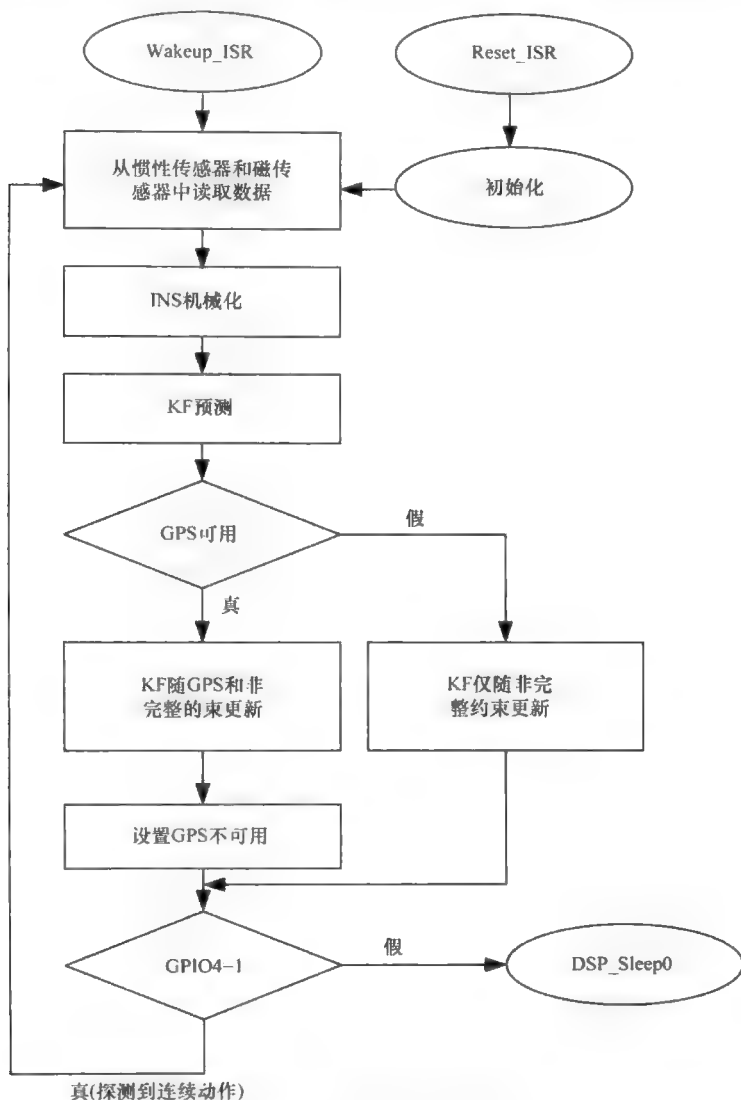 Wakeup_ISR
Reset_ISR
从惯性传感器和磁传
感器中读取数据
初始化
INS机械化
KF预测
GPS可用
假
真
KF随GPS和非
完整的束更新
KF仅随非完
整约束更新
设置GPS不可用
GPIO4-1
假
DSP_Sleep0
真(探测到连续动作)